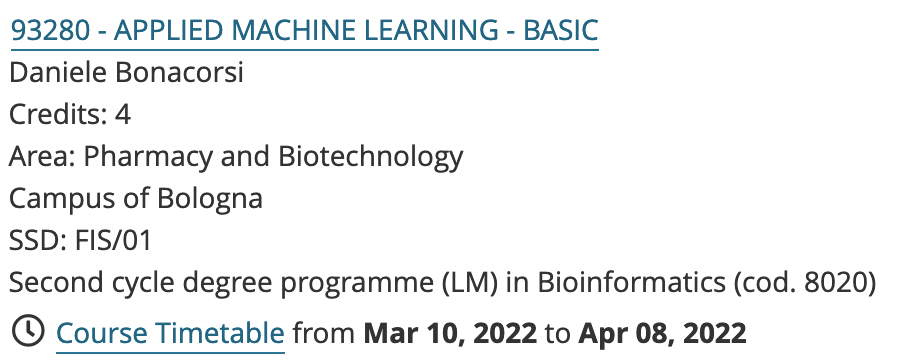 93280 - APPLIED MACHINE LEARNING - BASIC
Daniele Bonacorsi
Credits: 4
Area: Pharmacy and Biotechnology
Campus of Bologna
SSD: FIS/01
Second cycle degree programme (LM) in Bioinformatics (cod. 8020)
Course Timetable from Mar 10, 2022 to Apr 08, 2022